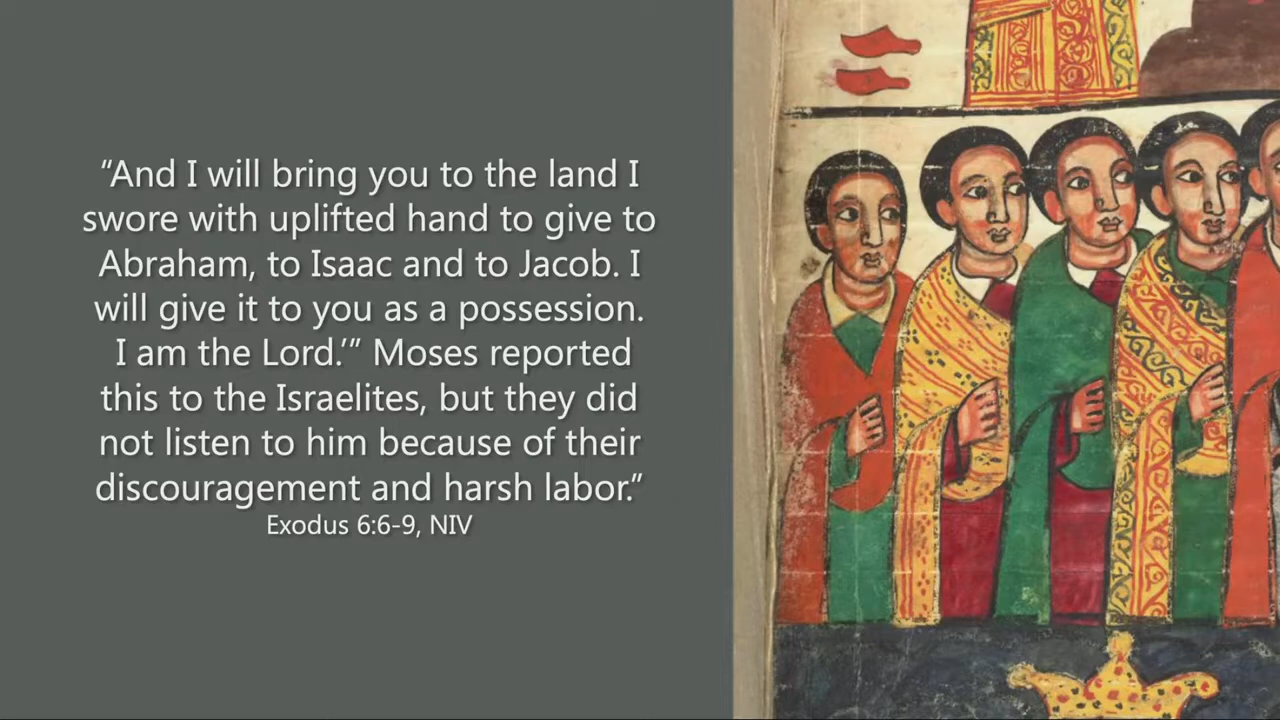 “And I will bring you to the land I
swore with uplifted hand to give to
Abraham, to Isaac and to Jacob. I
will give it to you as a possession.
I am the Lord.’” Moses reported
this to the Israelites, but they did
not listen to him because of their
discouragement and harsh labor.”
Exodus 6:6-9, NIV